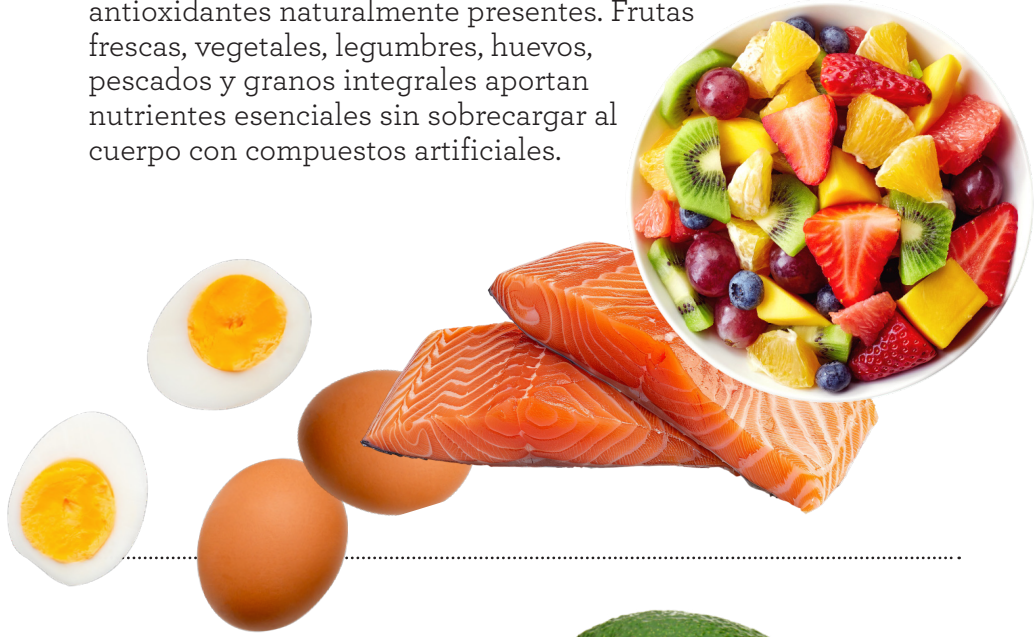 antioxidantes naturalmente presentes. Frutas
frescas, vegetales, legumbres, huevos,
pescados y granos integrales aportan
nutrientes esenciales sin sobrecargar al
cuerpo con compuestos artificiales.